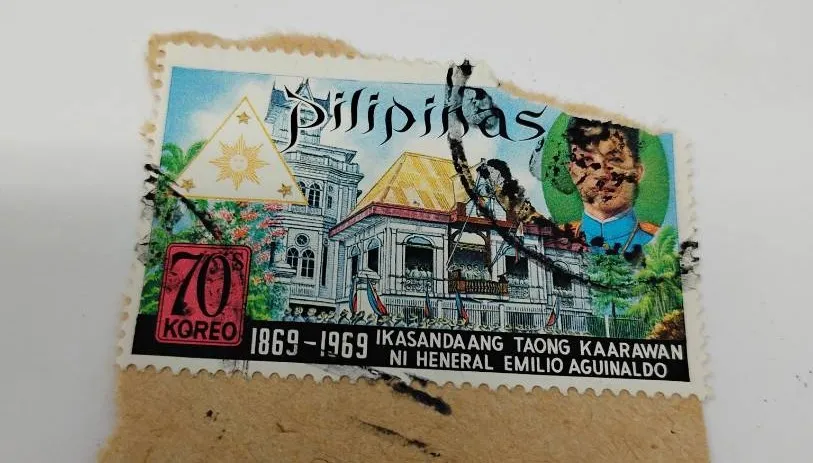 Pilipinas
70s
KOREO
1869-1969 IKASANDAANG TAONG KAARAWAN
NI HENERAL EMILIO AGUINALDO